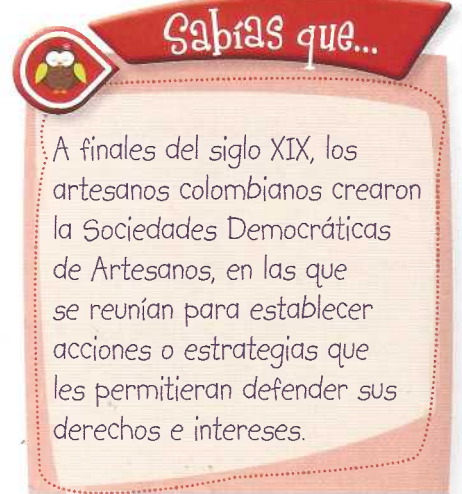 Sabías que...
A finales del siglo XIX, los
artesanos colombianos crearon
la Sociedades Democráticas
de Artesanos, en las que
se reunían para establecer
acciones o estrategias que
les permitieran defender sus
derechos e intereses.